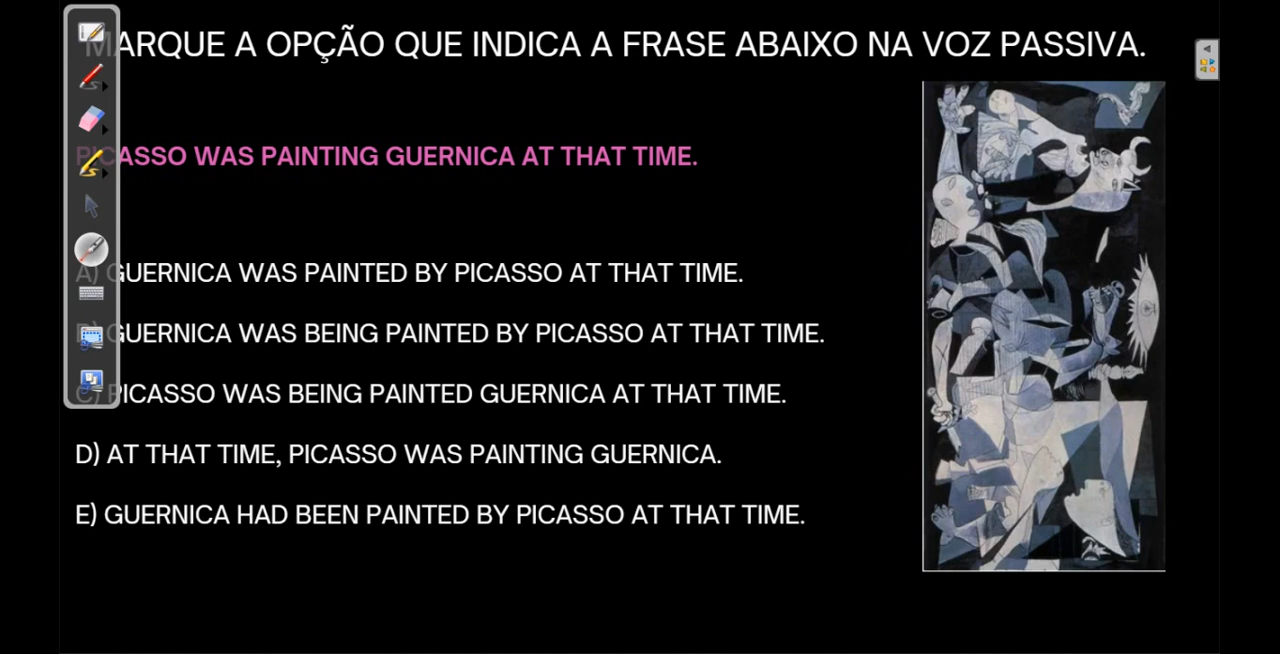 MARQUE A OPÇÃO QUE INDICA A FRASE ABAIXO NA VOZ PASSIVA.
PICASSO WAS PAINTING GUERNICA AT THAT TIME.
A) GUERNICA WAS PAINTED BY PICASSO AT THAT TIME.
B) GUERNICA WAS BEING PAINTED BY PICASSO AT THAT TIME.
C) PICASSO WAS BEING PAINTED GUERNICA AT THAT TIME.
D) AT THAT TIME, PICASSO WAS PAINTING GUERNICA.
E) GUERNICA HAD BEEN PAINTED BY PICASSO AT THAT TIME.